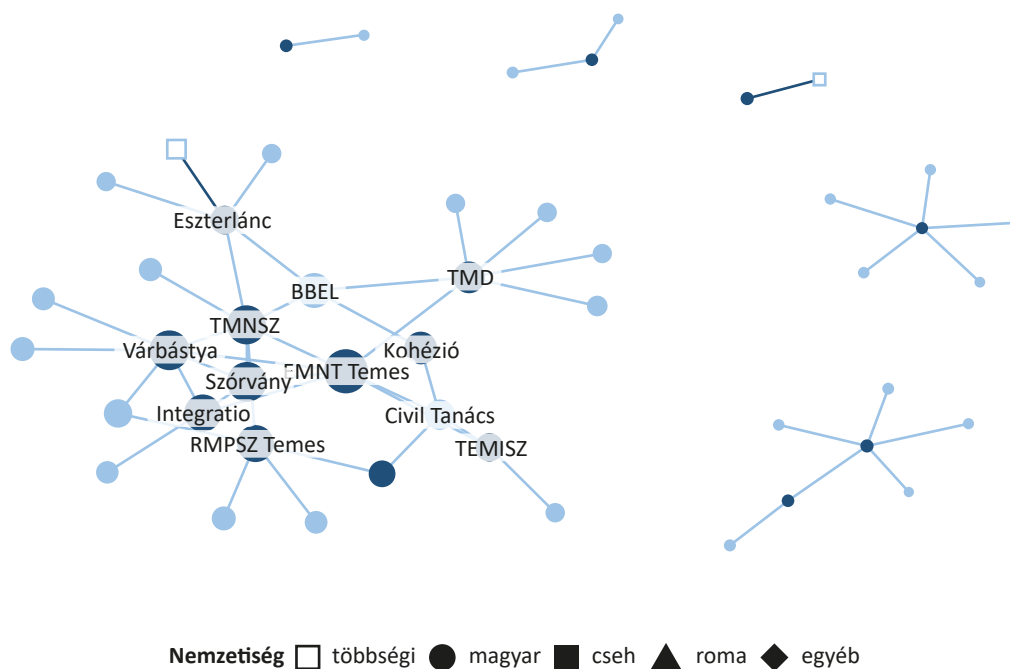 Eszterlánc
TMD
BBEL
TMNSZ
Várbástya
Kohézió
EMNT Temes
Szórvány
Integratio
Civil Tanács
RMPSZ Temes
TEMISZ
Nemzetiség többségi magyar cseh roma egyéb